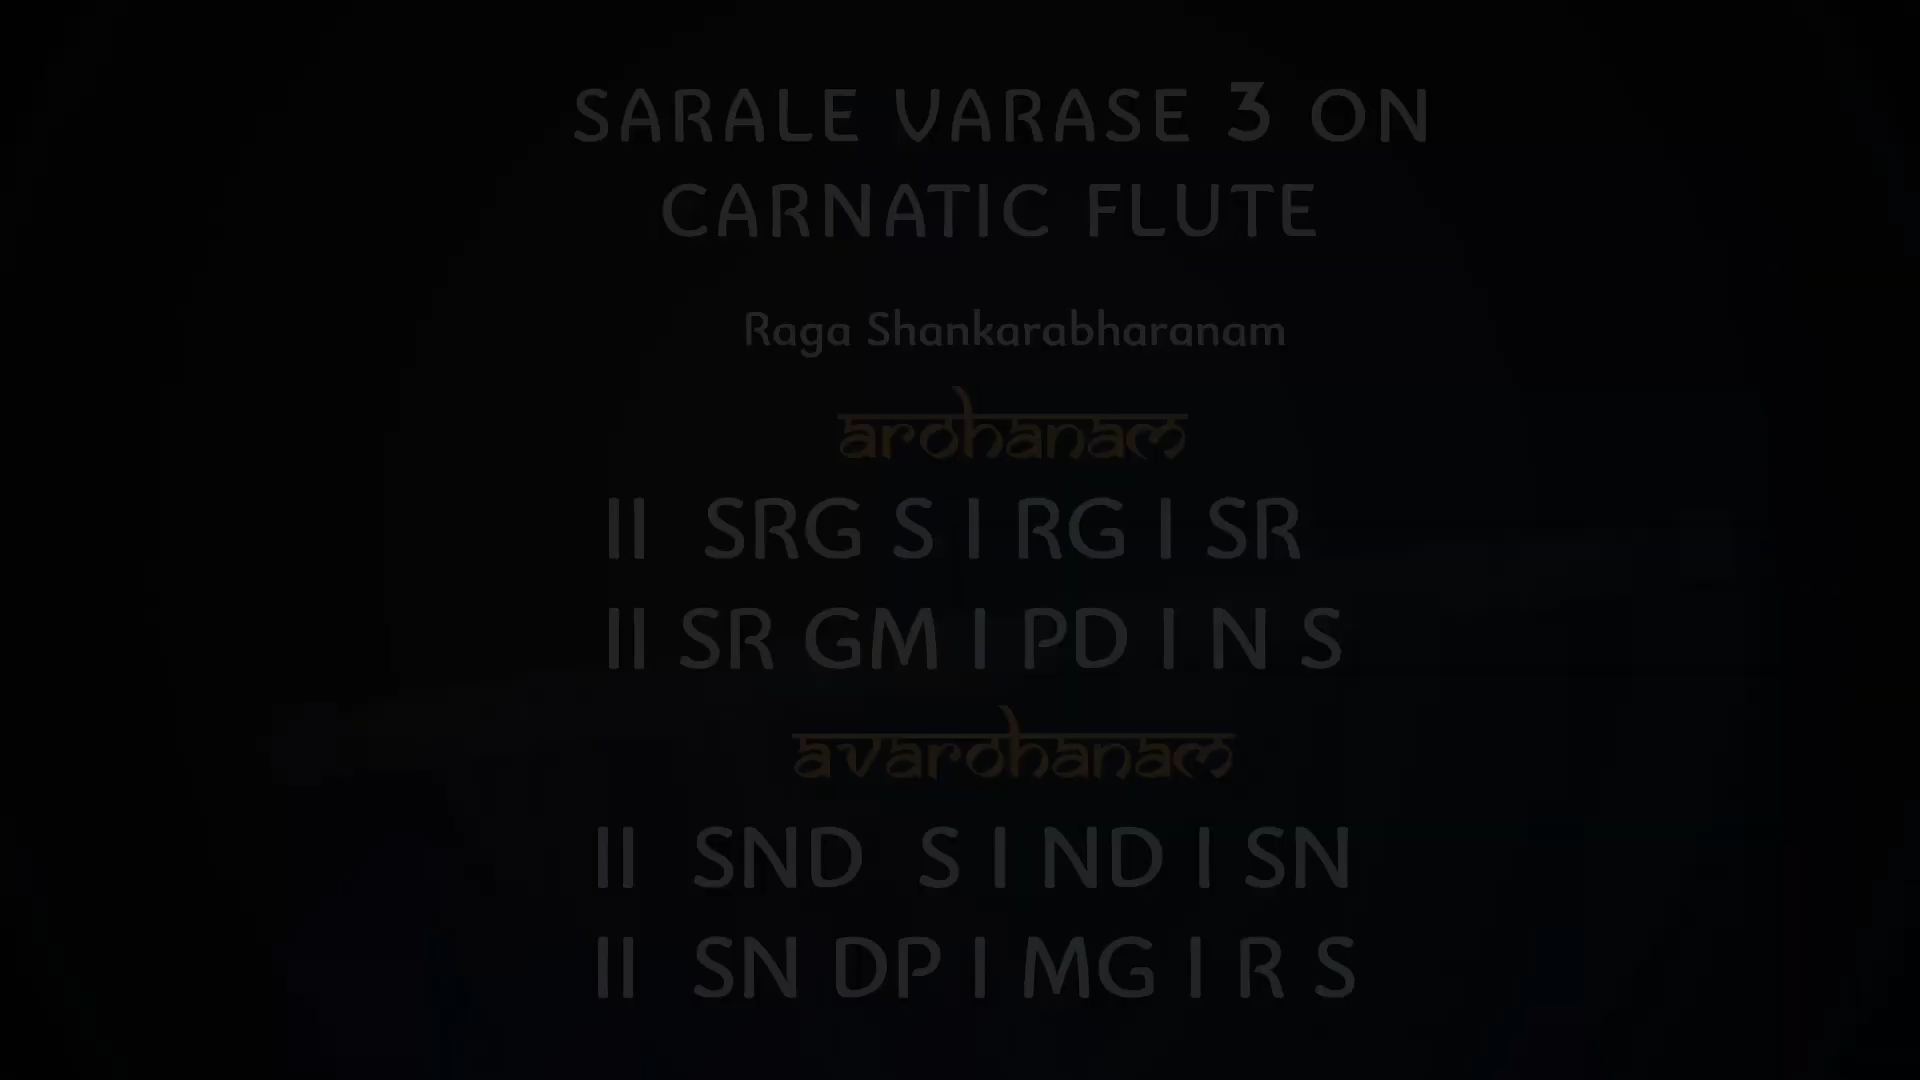 SARALE VARASE 3 ON
CARNATIC FLUTE
Raga Shankarabharanam
arohanam
II SRG S I RG I SR
II SR GM I PD I N S
avarohanam
II SND S I ND I SN
II SN DP I MG I R S